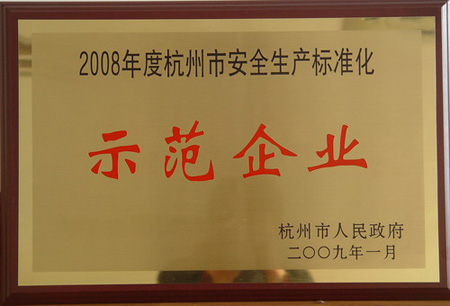 2008年度杭州市安全生产标准化
示范企业
杭州市人民政府
二〇〇九年一月